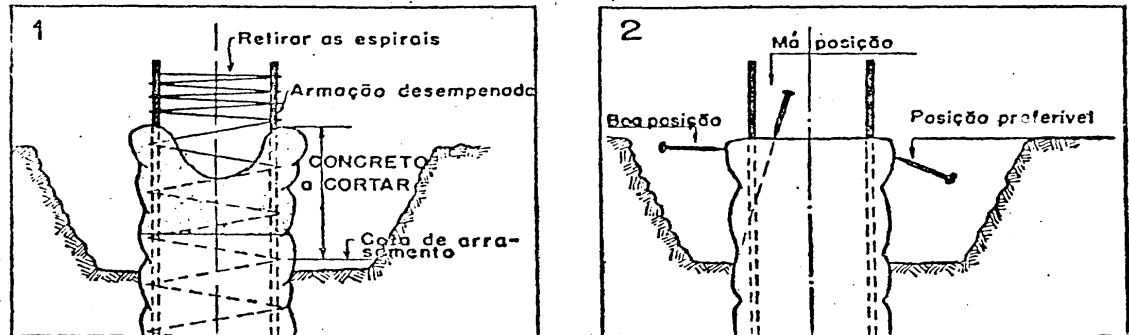 1
Retirar as espirais
Armação desempenada
CONCRETO
a CORTAR
Cota de arra-
samento
2
Má posição
Boa posição
Posição preferível